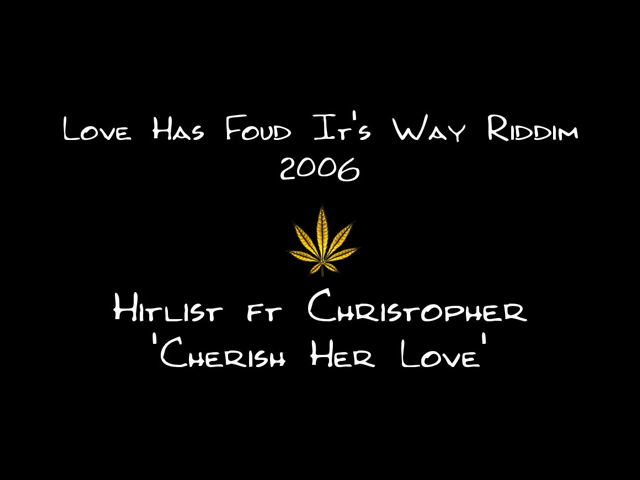 Love Has Foud It's Way Riddim
2006
Hitlist ft Christopher
'Cherish Her Love'